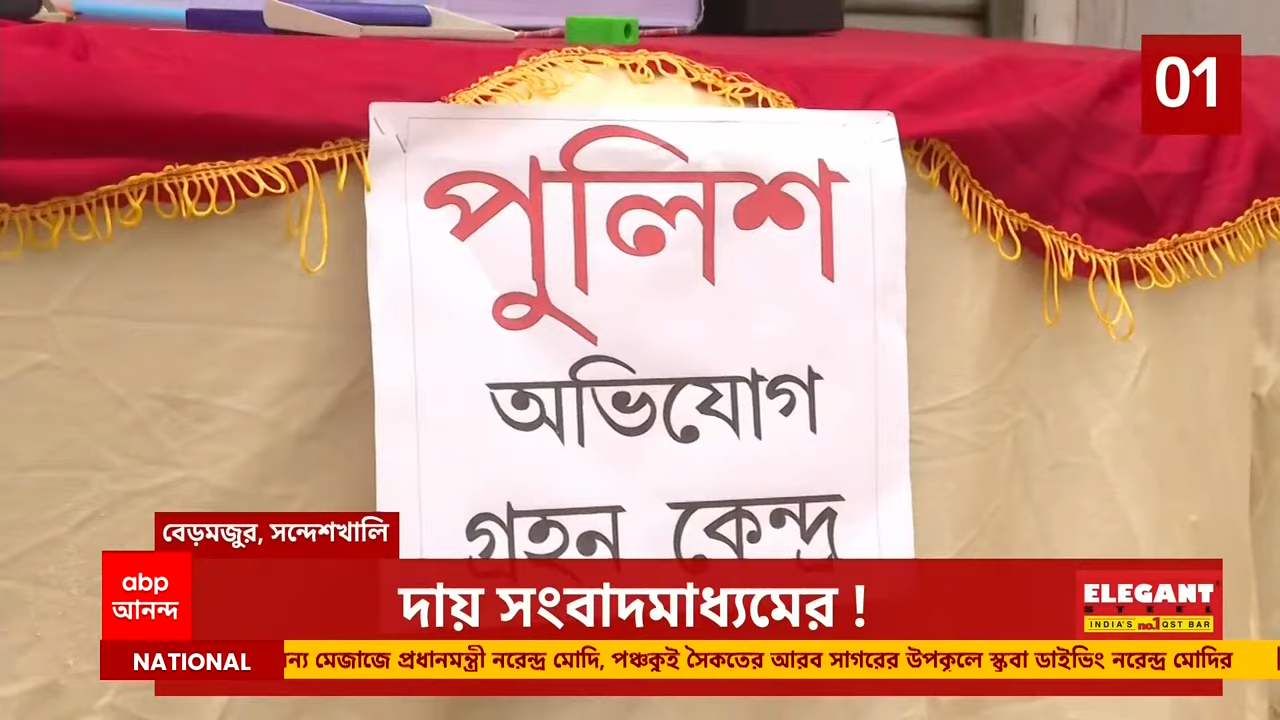 01
পুলিশ
অভিযোগ
গ্রহন কেন্দ্র
বেড়মজুর, সন্দেশখালি
abp
আনন্দ
দায় সংবাদমাধ্যমের !
ELEGANT
STEEL
INDIA'S no.1 QST BAR
NATIONAL
মেজাজে প্রধানমন্ত্রী নরেন্দ্র মোদি, পঞ্চকুই সৈকতের আরব সাগরের উপকূলে স্কুবা ডাইভিং নরেন্দ্র মোদির